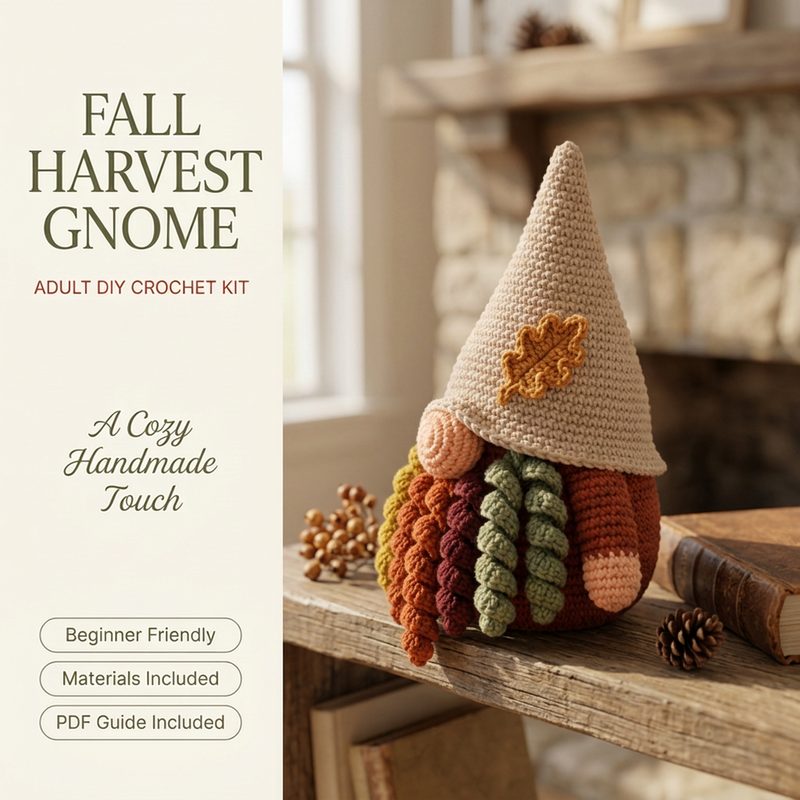 FALL
HARVEST
GNOME
ADULT DIY CROCHET KIT
A Cozy
Handmade
Touch
Beginner Friendly
Materials Included
PDF Guide Included